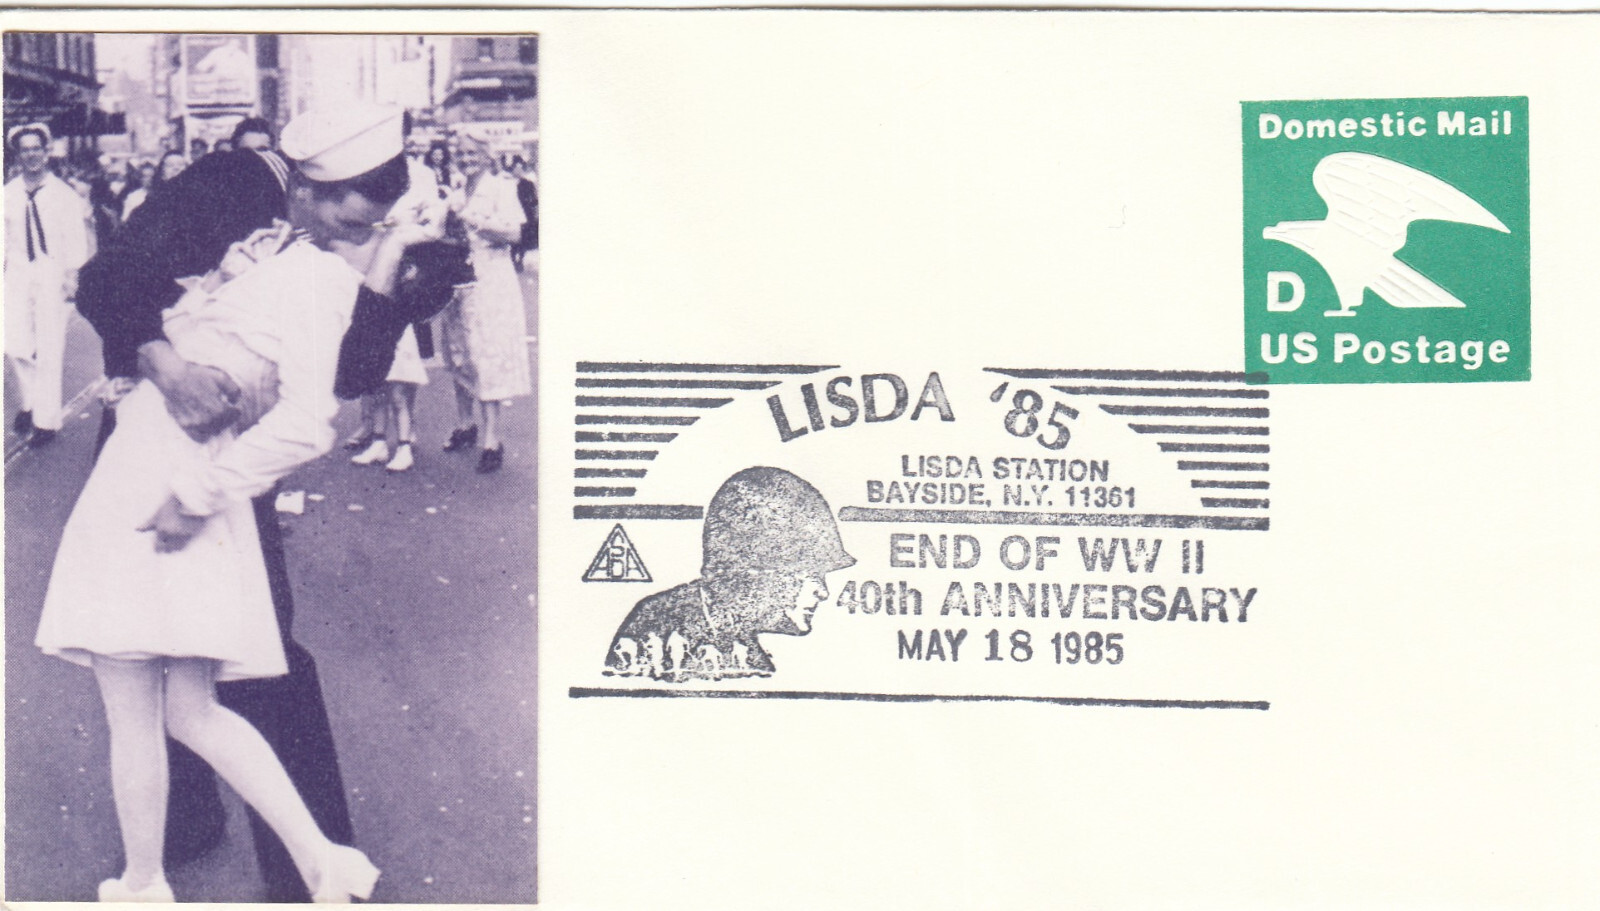 Domestic Mail
D
US Postage
LISDA '85
LISDA STATION
BAYSIDE, N.Y. 11361
ASDA
END OF WW II
40th ANNIVERSARY
MAY 18 1985